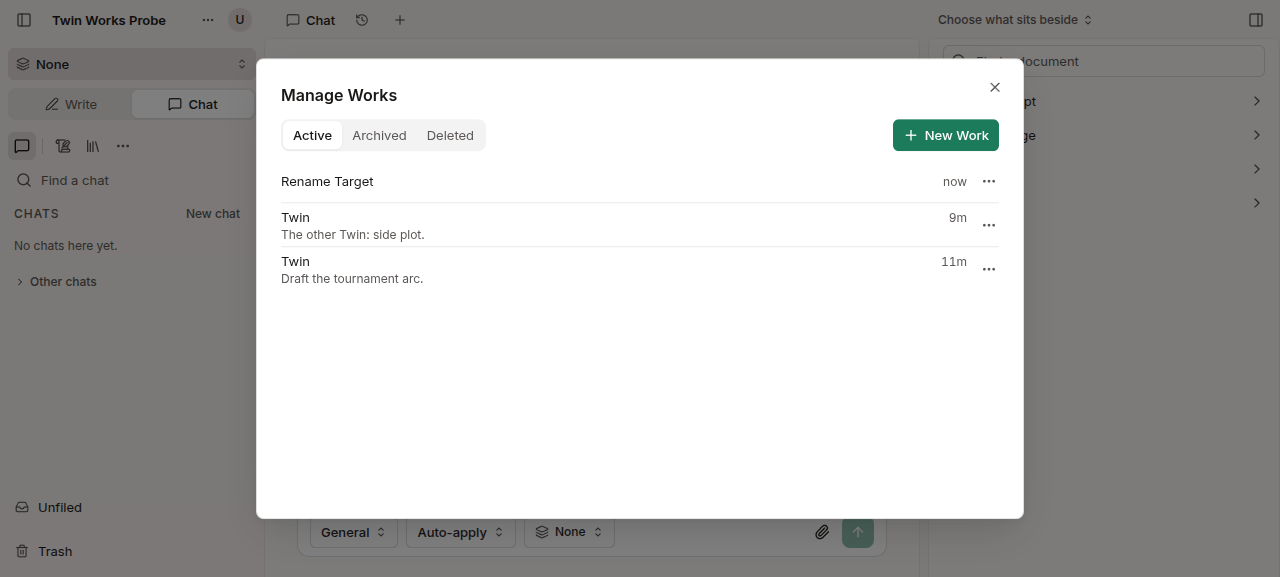 Twin Works Probe
U
Chat
Choose what sits beside
None
Write
Chat
Find a chat
CHATS
New chat
No chats here yet.
Other chats
Unfiled
Trash
Manage Works
Active
Archived
Deleted
New Work
Rename Target
now
Twin
9m
The other Twin: side plot.
Twin
11m
Draft the tournament arc.
General
Auto-apply
None
document